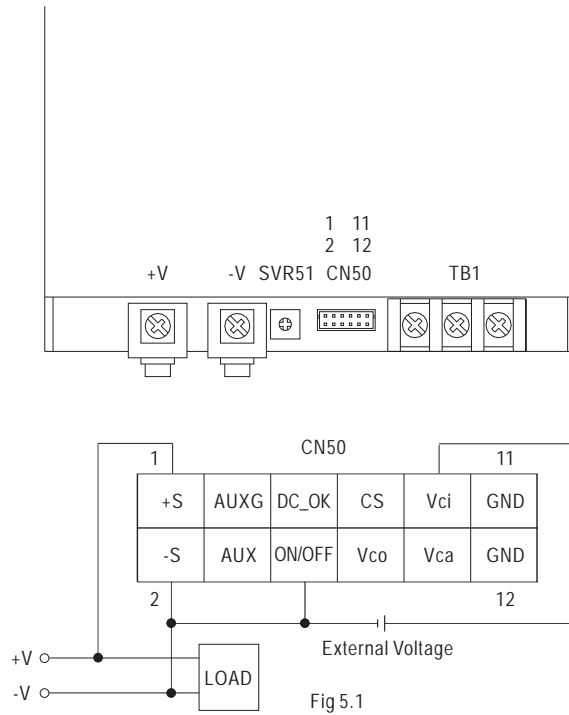 1 11
2 12
+V -V SVR51 CN50 TB1
CN50
1 11
+S AUXG DC_OK CS Vci GND
-S AUX ON/OFF Vco Vca GND
2 12
External Voltage
+V
LOAD
-V
Fig 5.1